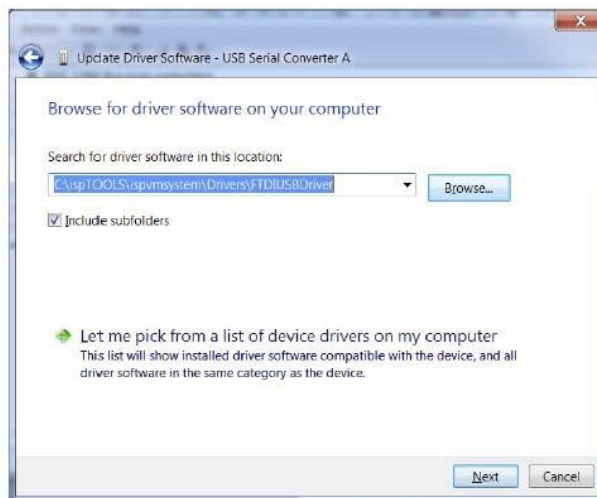 Update Driver Software - USB Serial Converter A
Browse for driver software on your computer
Search for driver software in this location:
C:\ispTOOLS\ispvmsystem\Drivers\FTDIUSBDriver
Browse...
Include subfolders
Let me pick from a list of device drivers on my computer
This list will show installed driver software compatible with the device, and all
driver software in the same category as the device.
Next
Cancel